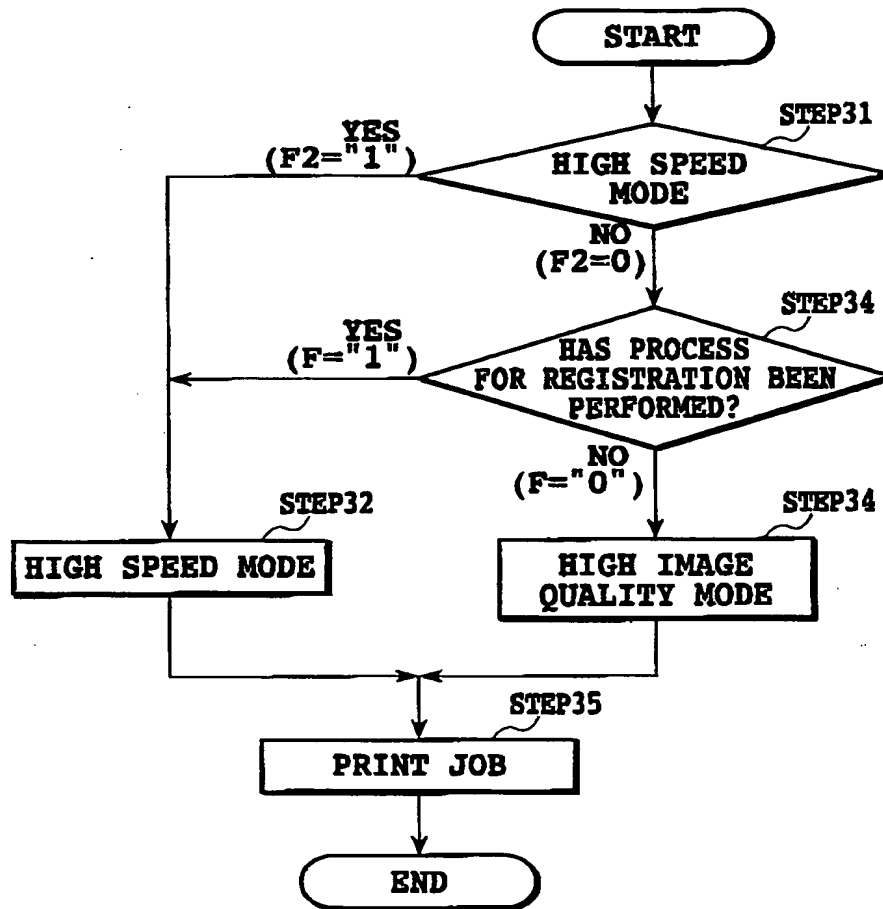 START
STEP31
YES
(F2="1")
HIGH SPEED
MODE
NO
(F2=0)
STEP34
YES
(F="1")
HAS PROCESS
FOR REGISTRATION BEEN
PERFORMED?
NO
(F="0")
STEP32
HIGH SPEED MODE
STEP34
HIGH IMAGE
QUALITY MODE
STEP35
PRINT JOB
END